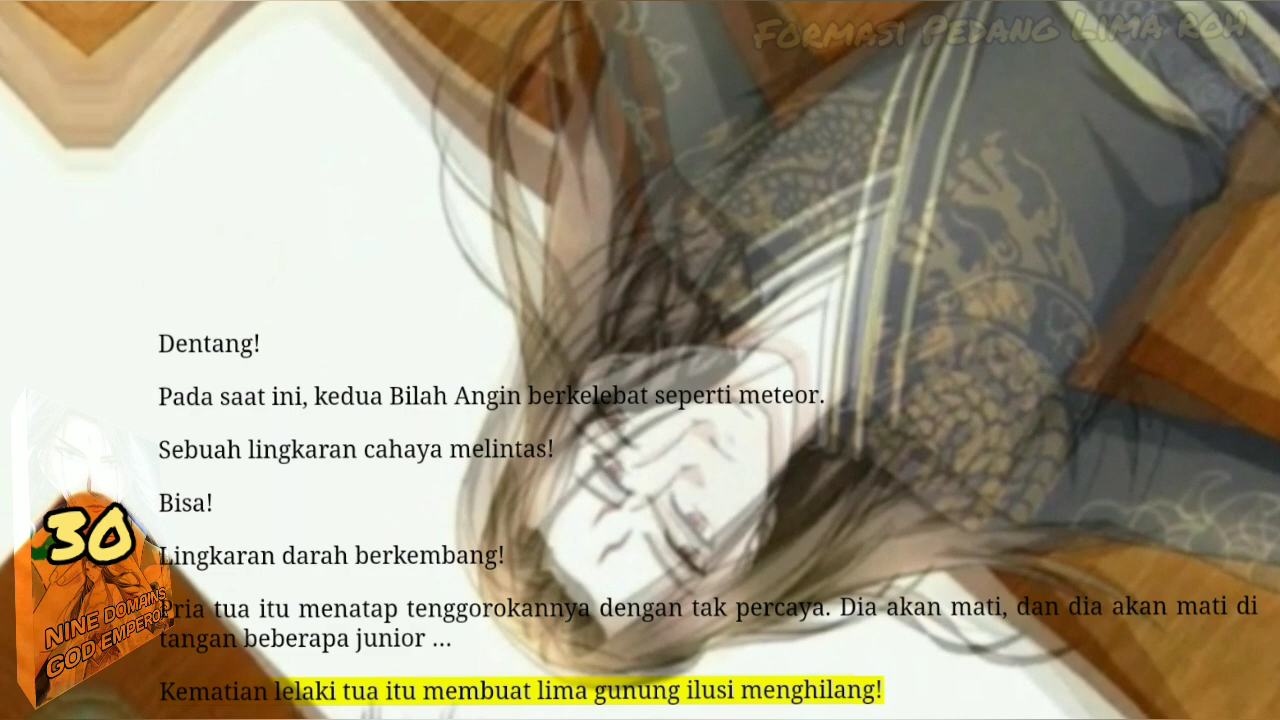 Formasi Pedang Lima roh
Dentang!
Pada saat ini, kedua Bilah Angin berkelebat seperti meteor.
Sebuah lingkaran cahaya melintas!
Bisa!
Lingkaran darah berkembang!
Pria tua itu menatap tenggorokannya dengan tak percaya. Dia akan mati, dan dia akan mati di
tangan beberapa junior ...
Kematian lelaki tua itu membuat lima gunung ilusi menghilang!
30
NINE DOMAINS
GOD EMPEROR